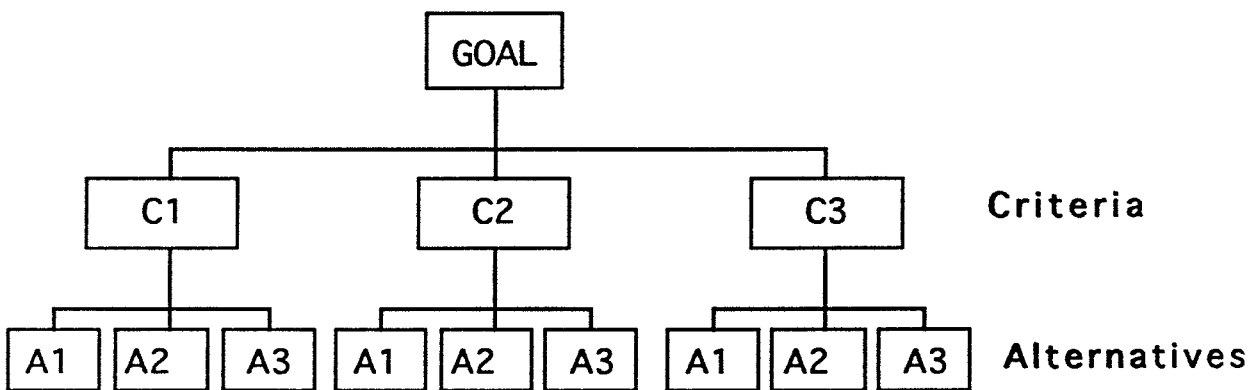 GOAL
C1 C2 C3 Criteria
A1 A2 A3 A1 A2 A3 A1 A2 A3 Alternatives